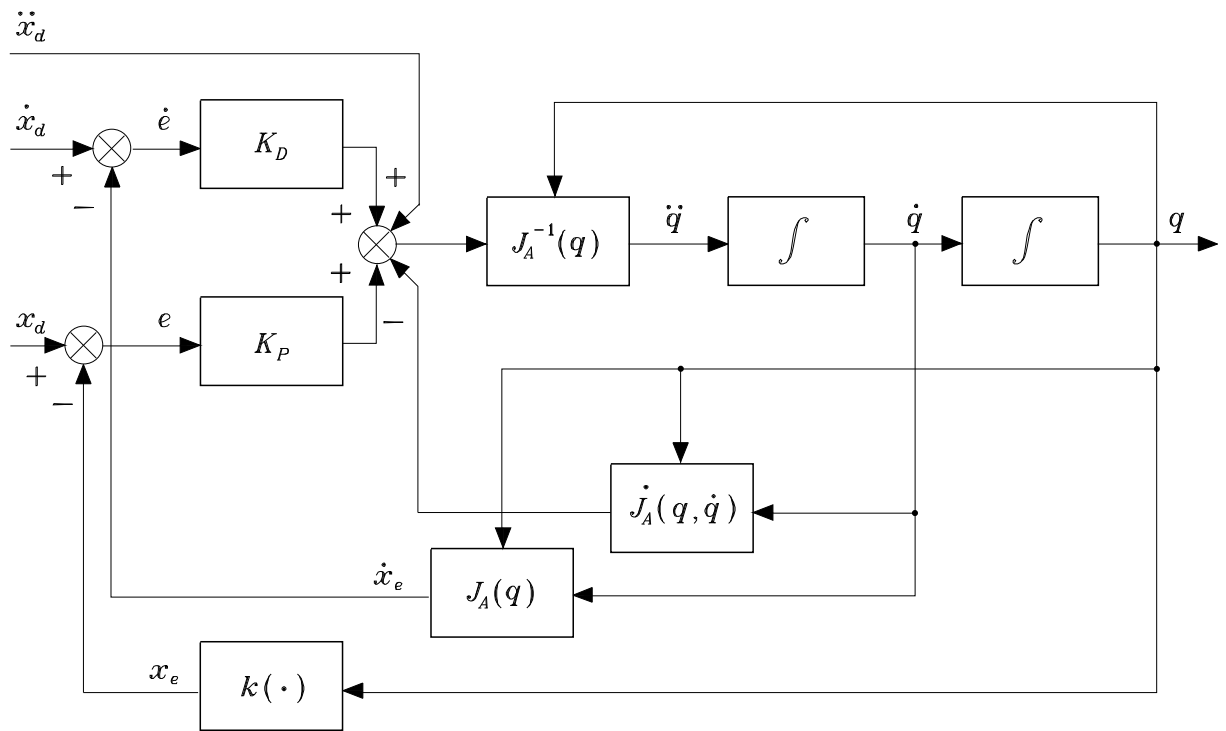 ẍ_d
ẋ_d
+
−
ė
K_D
+
+
+
−
J_A^{-1}(q)
q̈
∫
q̇
∫
q
x_d
+
−
e
K_P
J̇_A(q, q̇)
ẋ_e
J_A(q)
x_e
k(·)